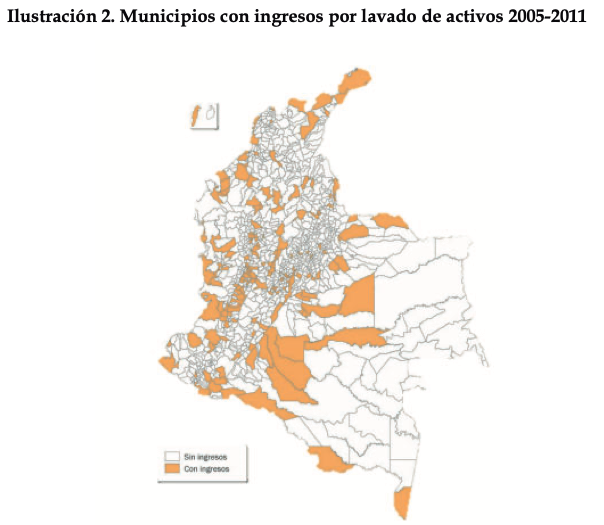 Ilustración 2. Municipios con ingresos por lavado de activos 2005-2011
Sin ingresos
Con ingresos